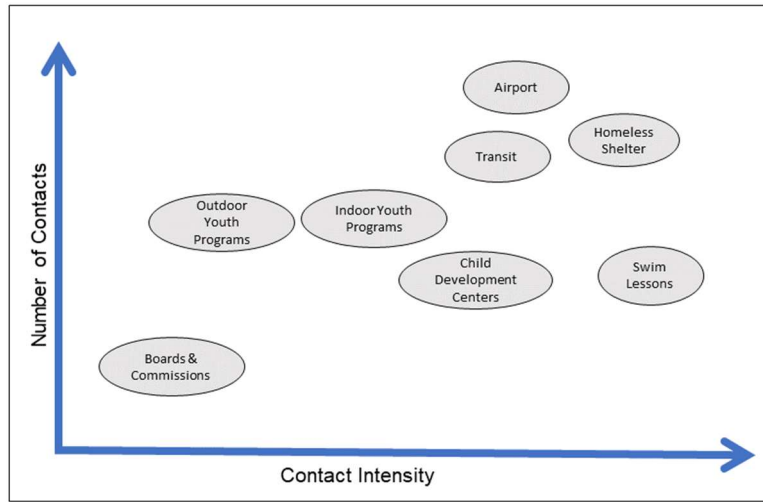 Airport
Homeless
Shelter
Transit
Outdoor
Youth
Programs
Indoor Youth
Programs
Child
Development
Centers
Swim
Lessons
Boards &
Commissions
Number of Contacts
Contact Intensity